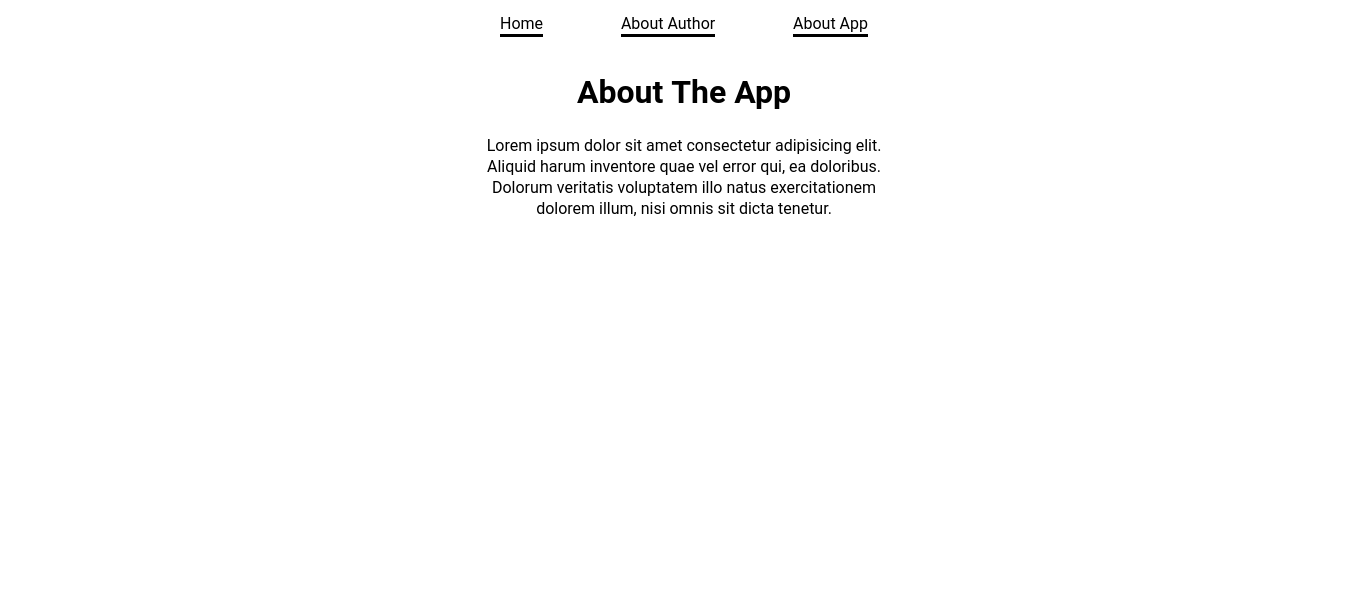 Home About Author About App
About The App
Lorem ipsum dolor sit amet consectetur adipisicing elit.
Aliquid harum inventore quae vel error qui, ea doloribus.
Dolorum veritatis voluptatem illo natus exercitationem
dolorem illum, nisi omnis sit dicta tenetur.